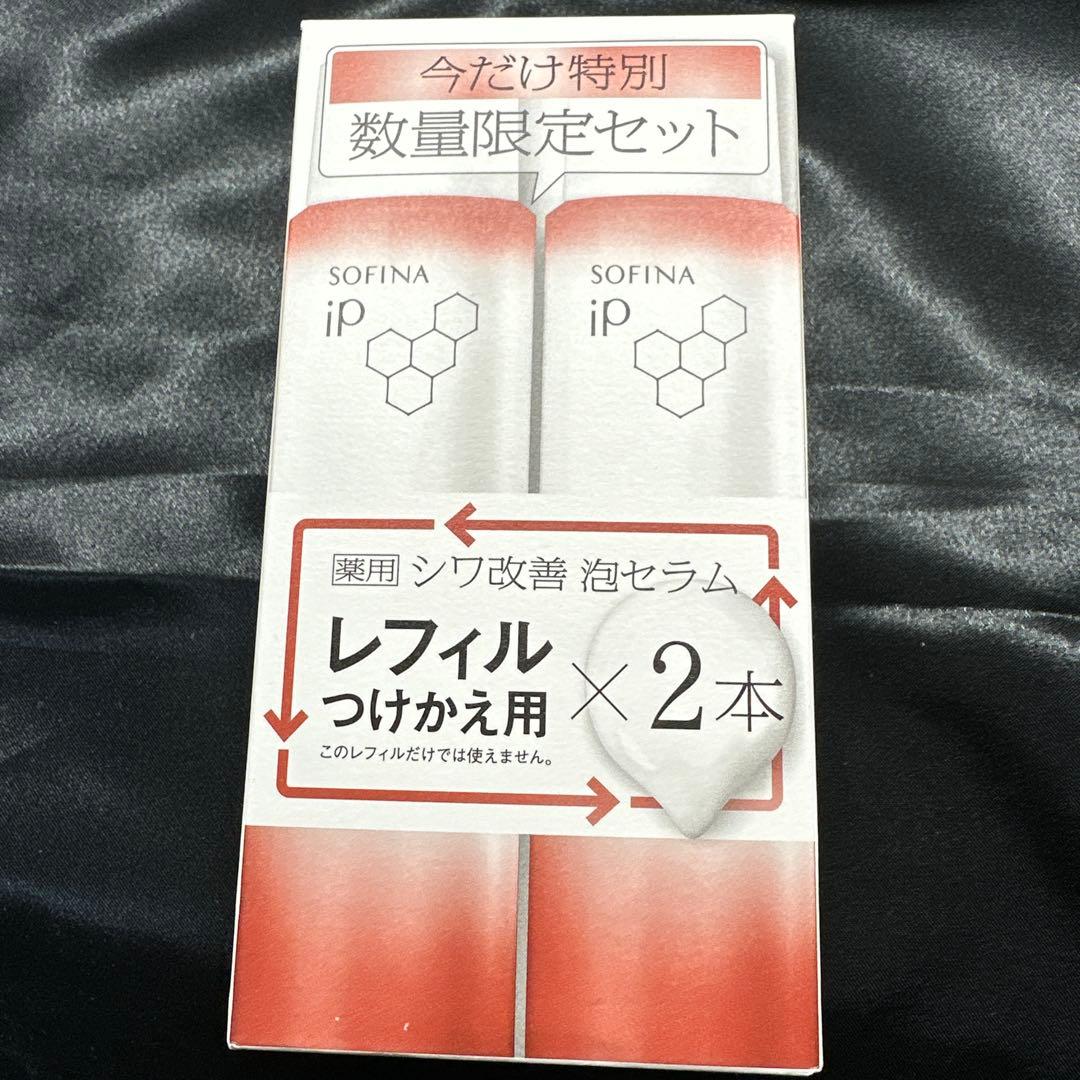 今だけ特別
数量限定セット
SOFINA
iP
SOFINA
iP
薬用 シワ改善 泡セラム
レフィル
つけかえ用
×2本
このレフィルだけでは使えません。